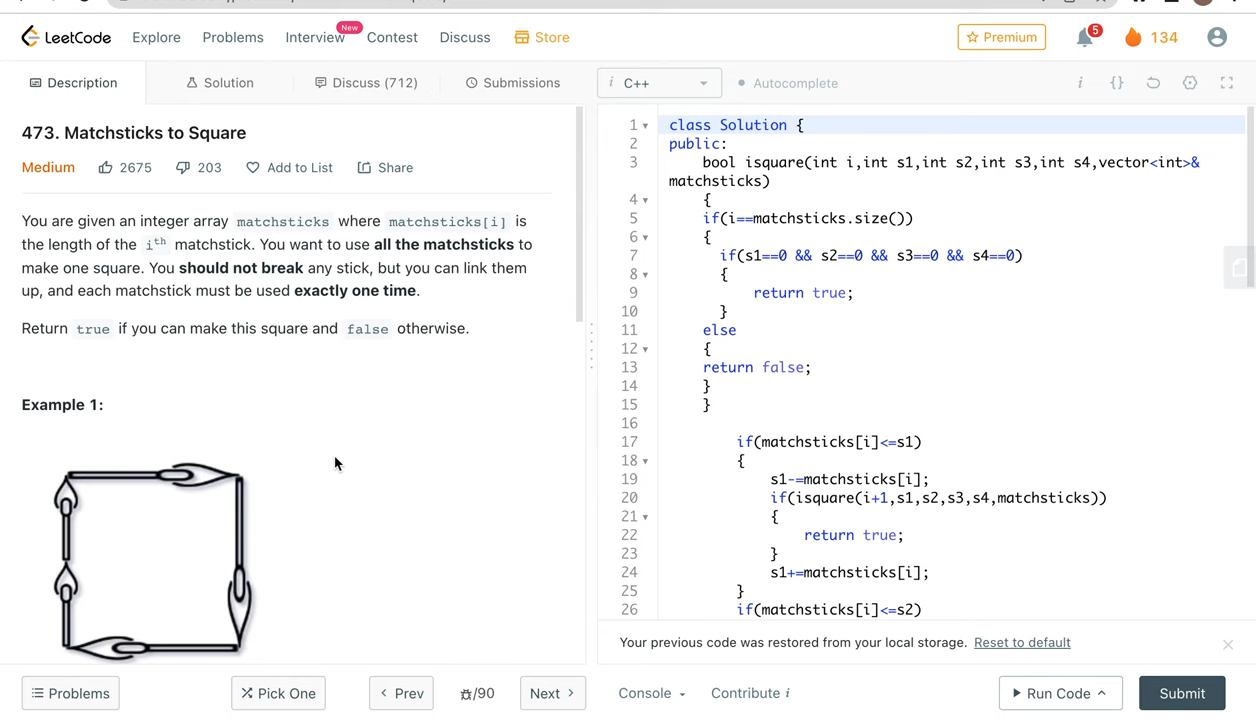 LeetCode
Explore
Problems
Interview
New
Contest
Discuss
Store
Premium
5
134
Description
Solution
Discuss (712)
Submissions
i C++
Autocomplete
i
{}
473. Matchsticks to Square
Medium
2675
203
Add to List
Share
You are given an integer array matchsticks where matchsticks[i] is
the length of the ith matchstick. You want to use all the matchsticks to
make one square. You should not break any stick, but you can link them
up, and each matchstick must be used exactly one time.
Return true if you can make this square and false otherwise.
Example 1:
1 class Solution {
2 public:
3 bool isquare(int i,int s1,int s2,int s3,int s4,vector<int>&
matchsticks)
4 {
5 if(i==matchsticks.size())
6 {
7 if(s1==0 && s2==0 && s3==0 && s4==0)
8 {
9 return true;
10 }
11 else
12 {
13 return false;
14 }
15 }
16
17 if(matchsticks[i]<=s1)
18 {
19 s1-=matchsticks[i];
20 if(isquare(i+1,s1,s2,s3,s4,matchsticks))
21 {
22 return true;
23 }
24 s1+=matchsticks[i];
25 }
26 if(matchsticks[i]<=s2)
Your previous code was restored from your local storage. Reset to default
Problems
Pick One
Prev
/90
Next
Console
Contribute i
Run Code
Submit